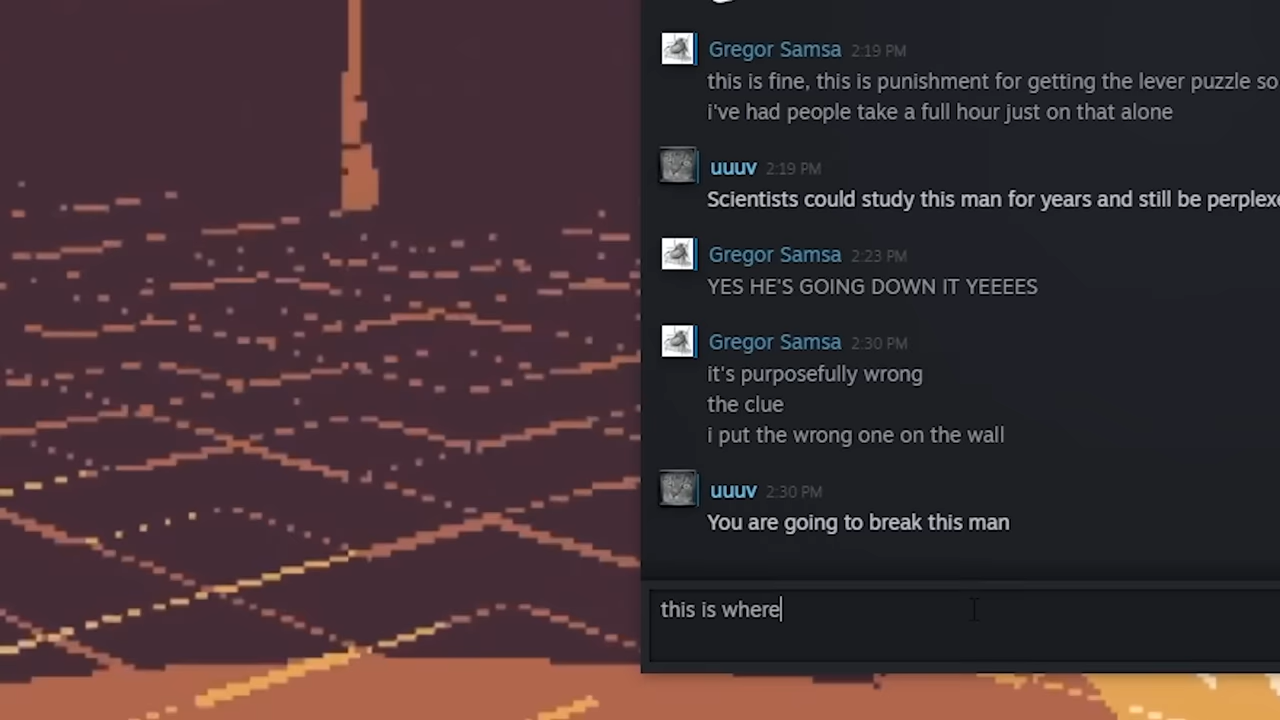 Gregor Samsa 2:19 PM
this is fine, this is punishment for getting the lever puzzle so
i've had people take a full hour just on that alone
uuuv 2:19 PM
Scientists could study this man for years and still be
Gregor Samsa 2:23 PM
YES HE'S GOING DOWN IT YEEEES
Gregor Samsa 2:30 PM
it's purposefully wrong
the clue
i put the wrong one on the wall
uuuv 2:30 PM
You are going to break this man
this is where